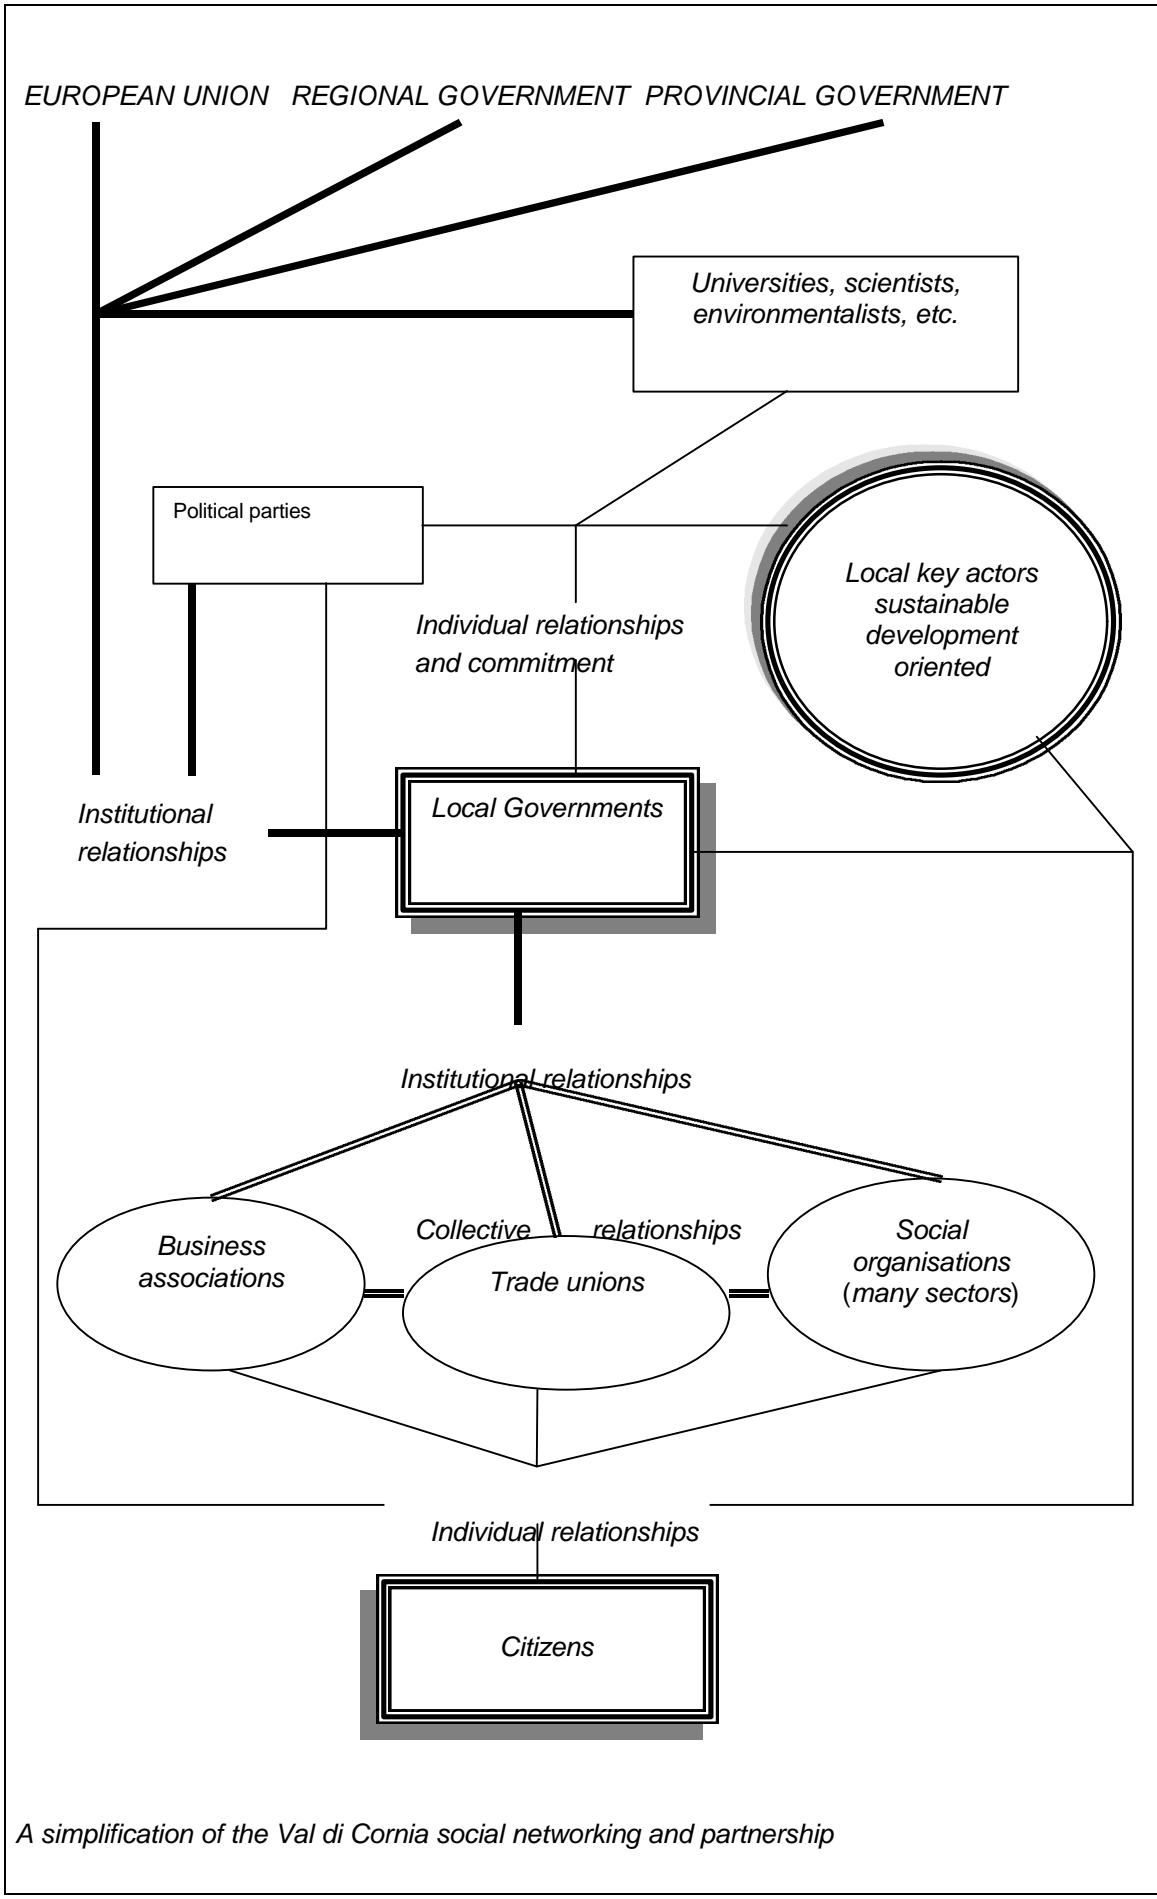 EUROPEAN UNION REGIONAL GOVERNMENT PROVINCIAL GOVERNMENT
Universities, scientists,
environmentalists, etc.
Political parties
Local key actors
sustainable
development
oriented
Individual relationships
and commitment
Institutional
relationships
Local Governments
Institutional relationships
Collective relationships
Business
associations
Trade unions
Social
organisations
(many sectors)
Individual relationships
Citizens
A simplification of the Val di Cornia social networking and partnership